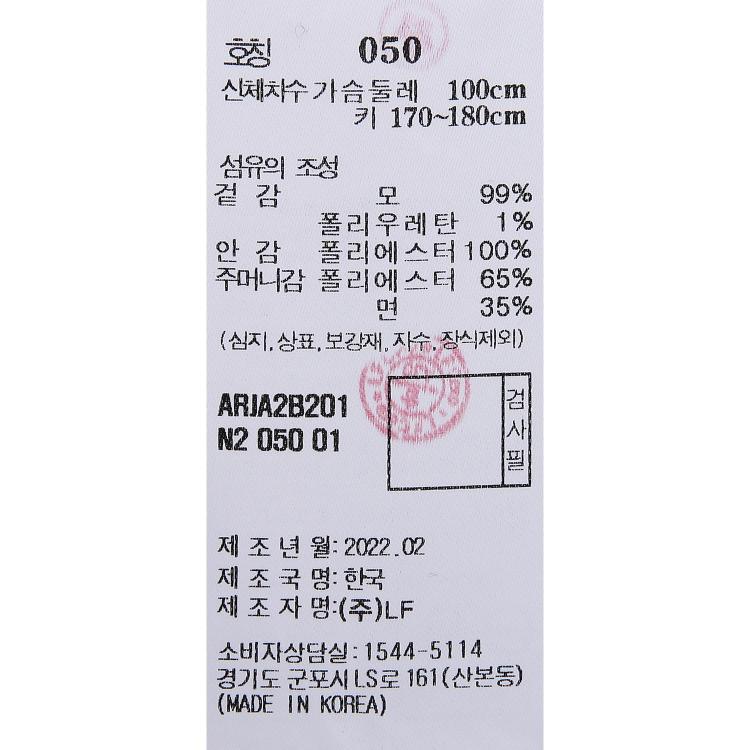 호칭 050
신체치수 가슴둘레 100cm
키 170~180cm
섬유의 조성
겉 감 모 99%
폴리우레탄 1%
안 감 폴리에스터 100%
주머니감 폴리에스터 65%
면 35%
(심지,상표,보강재,자수,장식제외)
ARJA2B201
N2 050 01
검사필
제 조 년 월: 2022.02
제 조 국 명: 한국
제 조 자 명:(주)LF
소비자상담실: 1544-5114
경기도 군포시 LS로 161(산본동)
(MADE IN KOREA)